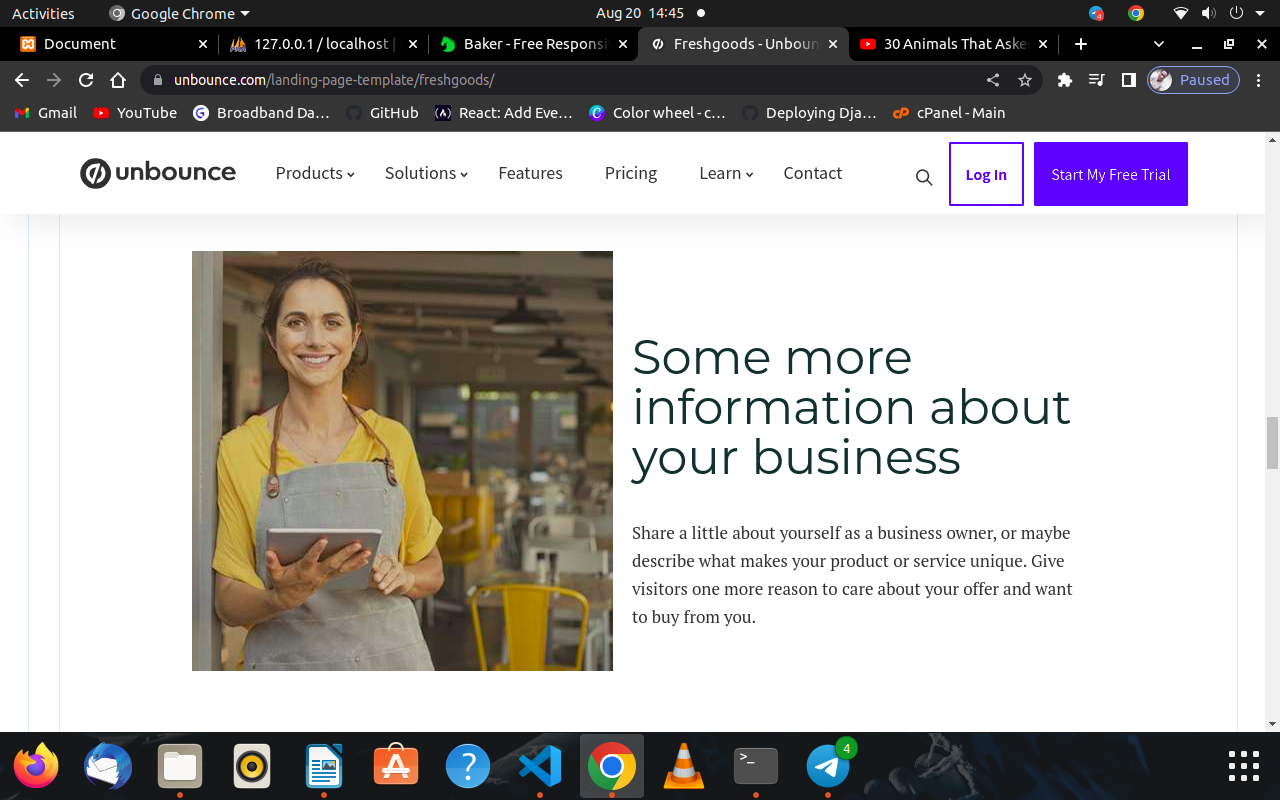 Activities
Google Chrome
Aug 20 14:45
4
Document
127.0.0.1 / localhost |
Baker - Free Responsi
Freshgoods - Unboun
30 Animals That Aske
unbounce.com/landing-page-template/freshgoods/
Paused
Gmail
YouTube
Broadband Da…
GitHub
React: Add Eve…
Color wheel - c…
Deploying Dja…
cPanel - Main
unbounce
Products
Solutions
Features
Pricing
Learn
Contact
Log In
Start My Free Trial
Some more
information about
your business
Share a little about yourself as a business owner, or maybe
describe what makes your product or service unique. Give
visitors one more reason to care about your offer and want
to buy from you.
4